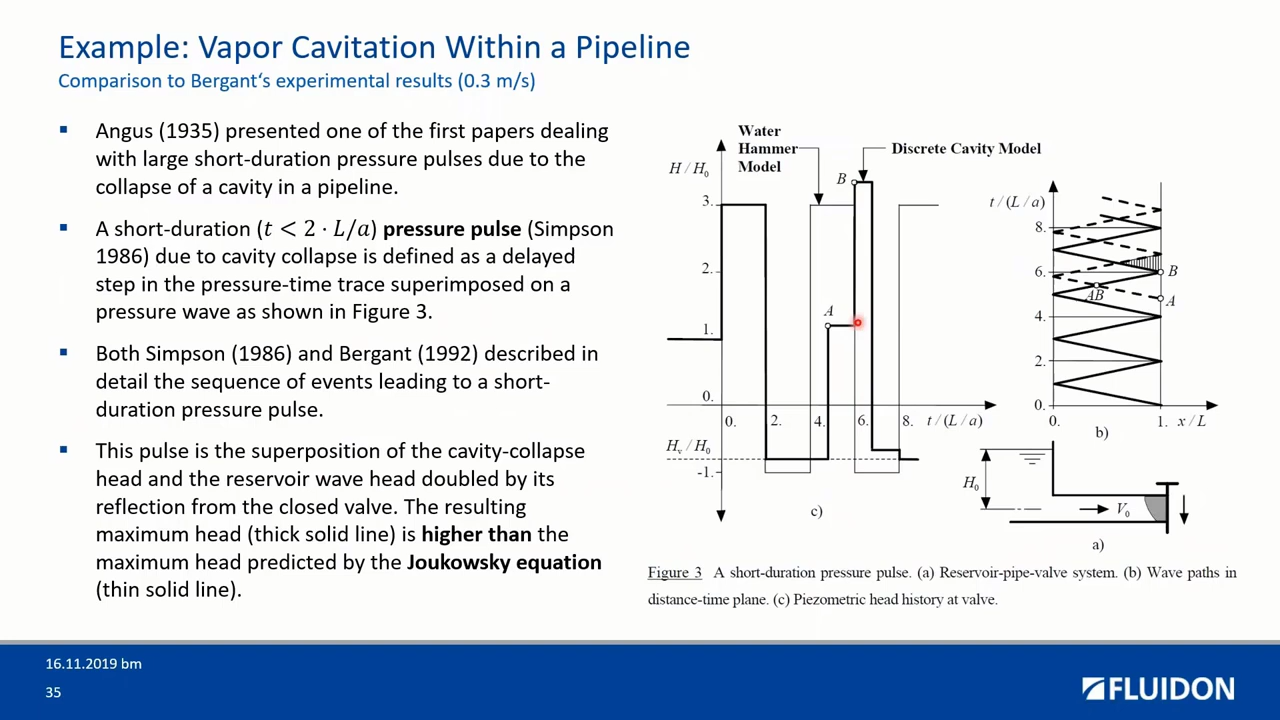 Example: Vapor Cavitation Within a Pipeline
Comparison to Bergant‘s experimental results (0.3 m/s)
▪ Angus (1935) presented one of the first papers dealing
with large short-duration pressure pulses due to the
collapse of a cavity in a pipeline.
▪ A short-duration (t < 2 · L/a) pressure pulse (Simpson
1986) due to cavity collapse is defined as a delayed
step in the pressure-time trace superimposed on a
pressure wave as shown in Figure 3.
▪ Both Simpson (1986) and Bergant (1992) described in
detail the sequence of events leading to a short-
duration pressure pulse.
▪ This pulse is the superposition of the cavity-collapse
head and the reservoir wave head doubled by its
reflection from the closed valve. The resulting
maximum head (thick solid line) is higher than the
maximum head predicted by the Joukowsky equation
(thin solid line).
Water
Hammer
Model
Discrete Cavity Model
H / H₀
B
3.
2.
A
1.
0.
0. 2. 4. 6. 8. t / (L / a)
Hᵥ / H₀
-1.
c)
t / (L / a)
8.
6.
B
AB
A
4.
2.
0.
0. 1. x / L
b)
H₀
V₀
a)
Figure 3 A short-duration pressure pulse. (a) Reservoir-pipe-valve system. (b) Wave paths in
distance-time plane. (c) Piezometric head history at valve.
16.11.2019 bm
35
FLUIDON